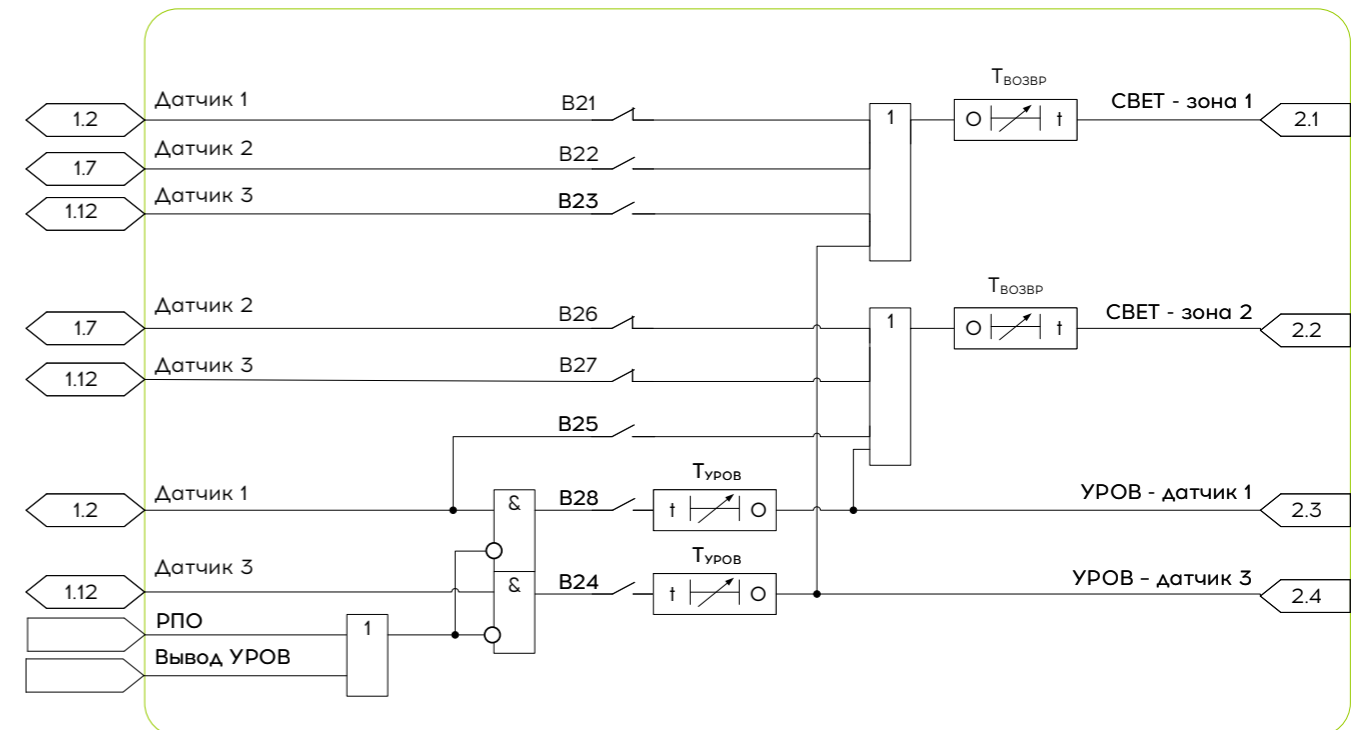 Tвозвр
Датчик 1
B21
СВЕТ - зона 1
1.2
1
O
t
2.1
Датчик 2
B22
1.7
Датчик 3
B23
1.12
Tвозвр
Датчик 2
B26
СВЕТ - зона 2
1.7
1
O
t
2.2
Датчик 3
B27
1.12
B25
Tуров
Датчик 1
&
B28
УРОВ - датчик 1
1.2
t
O
2.3
Tуров
Датчик 3
&
B24
УРОВ – датчик 3
1.12
t
O
2.4
РПО
1
Вывод УРОВ